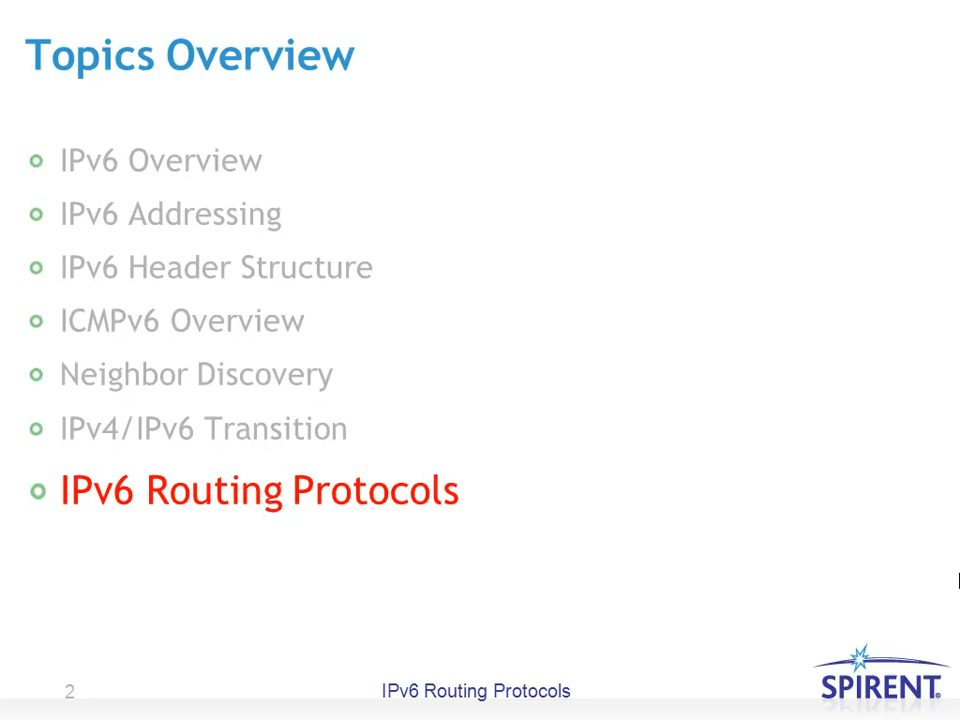 Topics Overview
IPv6 Overview
IPv6 Addressing
IPv6 Header Structure
ICMPv6 Overview
Neighbor Discovery
IPv4/IPv6 Transition
IPv6 Routing Protocols
2
IPv6 Routing Protocols
SPIRENT®